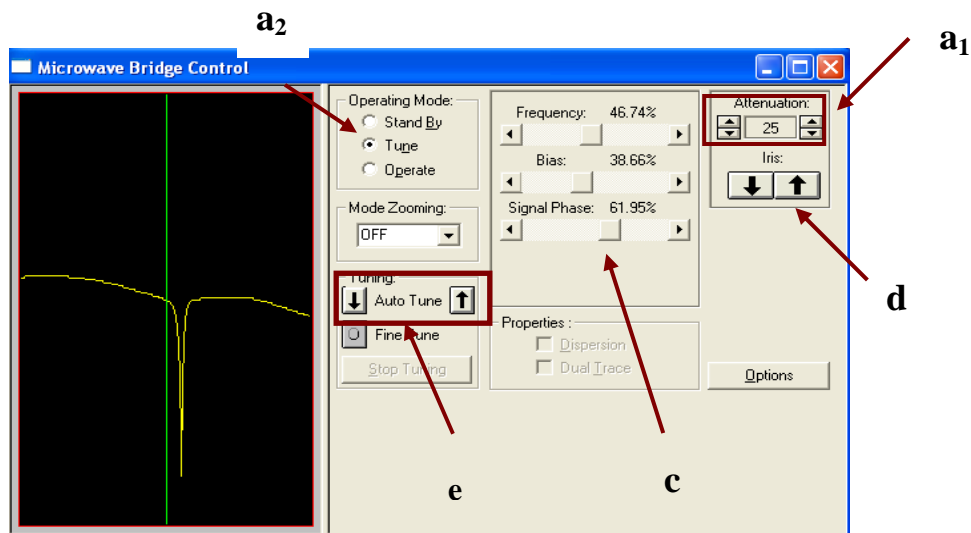 a2
a1
Microwave Bridge Control
Operating Mode:
Stand By
Tune
Operate
Frequency: 46.74%
Bias: 38.66%
Signal Phase: 61.95%
Attenuation:
25
Iris:
Mode Zooming:
OFF
Tuning:
Auto Tune
Fine Tune
Stop Tuning
Properties :
Dispersion
Dual Trace
Options
d
e
c